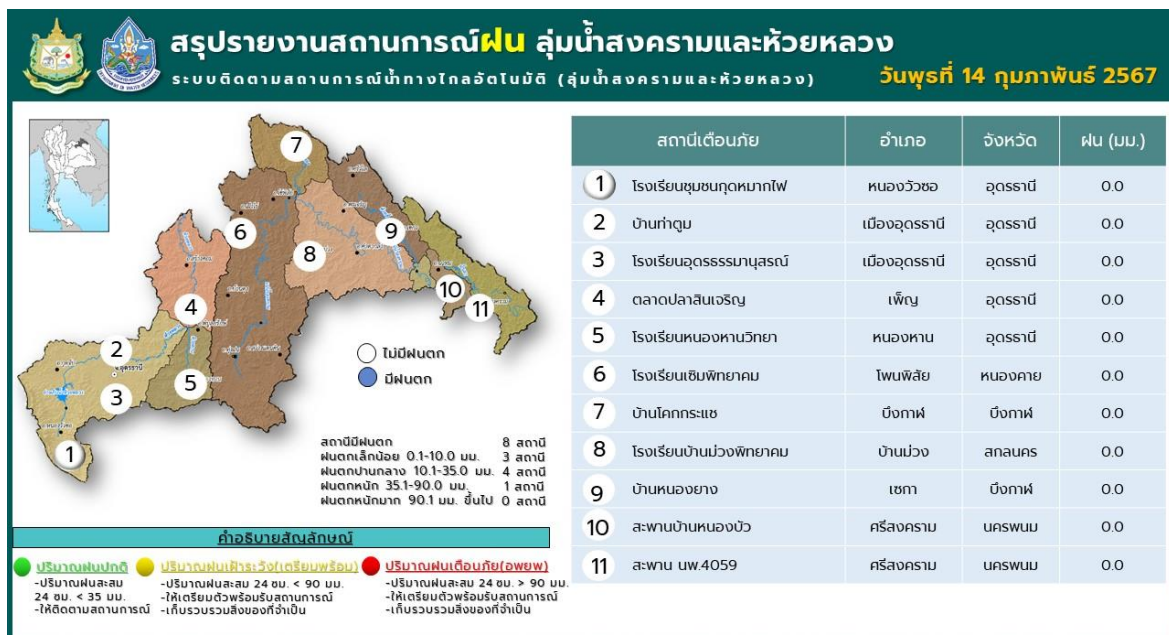 สรุปรายงานสถานการณ์ฝน ลุ่มน้ำสงครามและห้วยหลวง
ระบบติดตามสถานการณ์น้ำทางไกลอัตโนมัติ (ลุ่มน้ำสงครามและห้วยหลวง)
วันพุธที่ 14 กุมภาพันธ์ 2567
7
6
9
8
10
11
4
2
อ.อุดรธานี
5
3
1
ไม่มีฝนตก
มีฝนตก
สถานีมีฝนตก 8 สถานี
ฝนตกเล็กน้อย 0.1-10.0 มม. 3 สถานี
ฝนตกปานกลาง 10.1-35.0 มม. 4 สถานี
ฝนตกหนัก 35.1-90.0 มม. 1 สถานี
ฝนตกหนักมาก 90.1 มม. ขึ้นไป 0 สถานี
สถานีเตือนภัย อำเภอ จังหวัด ฝน (มม.)
1 โรงเรียนชุมชนกุดหมากไฟ หนองวัวซอ อุดรธานี 0.0
2 บ้านท่าตูม เมืองอุดรธานี อุดรธานี 0.0
3 โรงเรียนอุดรธรรมานุสรณ์ เมืองอุดรธานี อุดรธานี 0.0
4 ตลาดปลาสินเจริญ เพ็ญ อุดรธานี 0.0
5 โรงเรียนหนองหานวิทยา หนองหาน อุดรธานี 0.0
6 โรงเรียนเซิมพิทยาคม โพนพิสัย หนองคาย 0.0
7 บ้านโคกกระแซ บึงกาฬ บึงกาฬ 0.0
8 โรงเรียนบ้านม่วงพิทยาคม บ้านม่วง สกลนคร 0.0
9 บ้านหนองยาง เซกา บึงกาฬ 0.0
10 สะพานบ้านหนองบัว ศรีสงคราม นครพนม 0.0
11 สะพาน นพ.4059 ศรีสงคราม นครพนม 0.0
คำอธิบายสัญลักษณ์
ปริมาณฝนปกติ
-ปริมาณฝนสะสม
24 ชม. < 35 มม.
-ให้ติดตามสถานการณ์
ปริมาณฝนเฝ้าระวัง(เตรียมพร้อม)
-ปริมาณฝนสะสม 24 ชม. < 90 มม.
-ให้เตรียมตัวพร้อมรับสถานการณ์
-เก็บรวบรวมสิ่งของที่จำเป็น
ปริมาณฝนเตือนภัย(อพยพ)
-ปริมาณฝนสะสม 24 ชม. > 90 มม.
-ให้เตรียมตัวพร้อมรับสถานการณ์
-เก็บรวบรวมสิ่งของที่จำเป็น